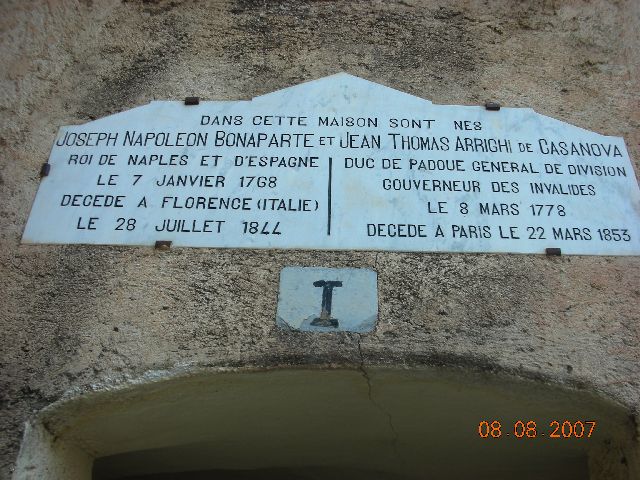 DANS CETTE MAISON SONT NES
JOSEPH NAPOLEON BONAPARTE ET JEAN THOMAS ARRIGHI DE CASANOVA
ROI DE NAPLES ET D'ESPAGNE
LE 7 JANVIER 1768
DECEDE A FLORENCE (ITALIE)
LE 28 JUILLET 1844
DUC DE PADOUE GENERAL DE DIVISION
GOUVERNEUR DES INVALIDES
LE 8 MARS 1778
DECEDE A PARIS LE 22 MARS 1853
1
08.08.2007